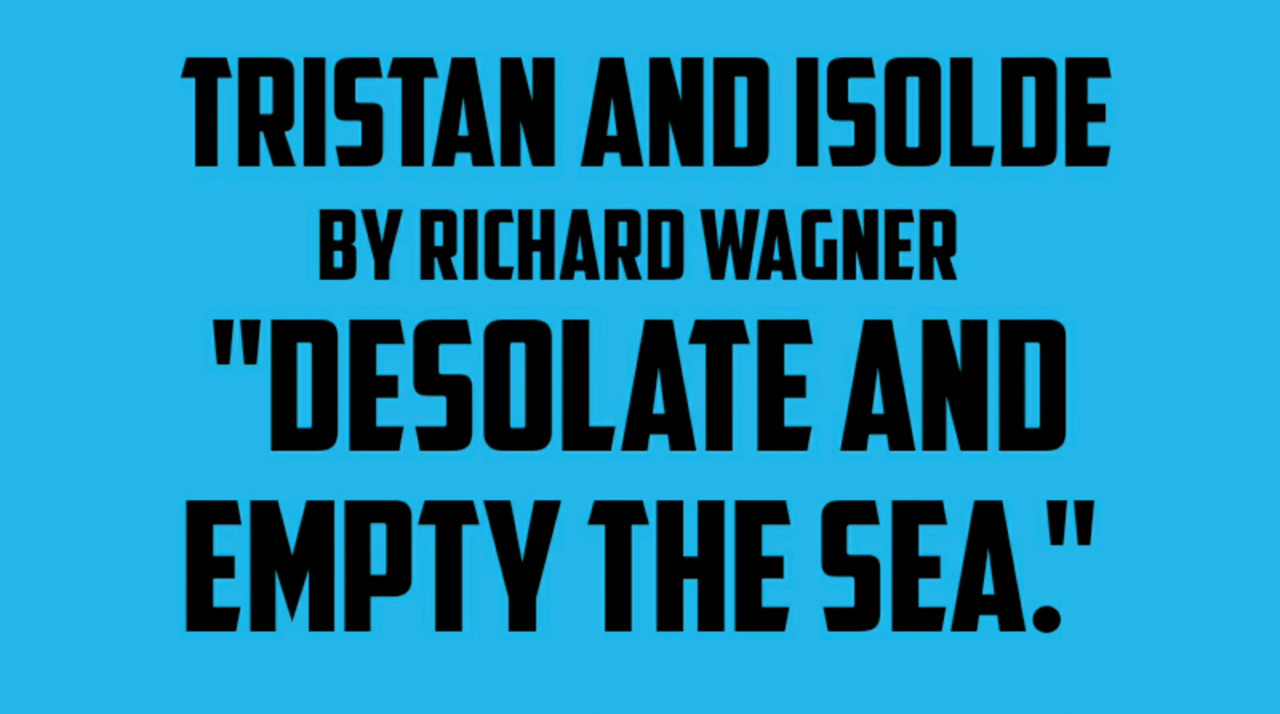 TRISTAN AND ISOLDE
BY RICHARD WAGNER
"DESOLATE AND
EMPTY THE SEA."